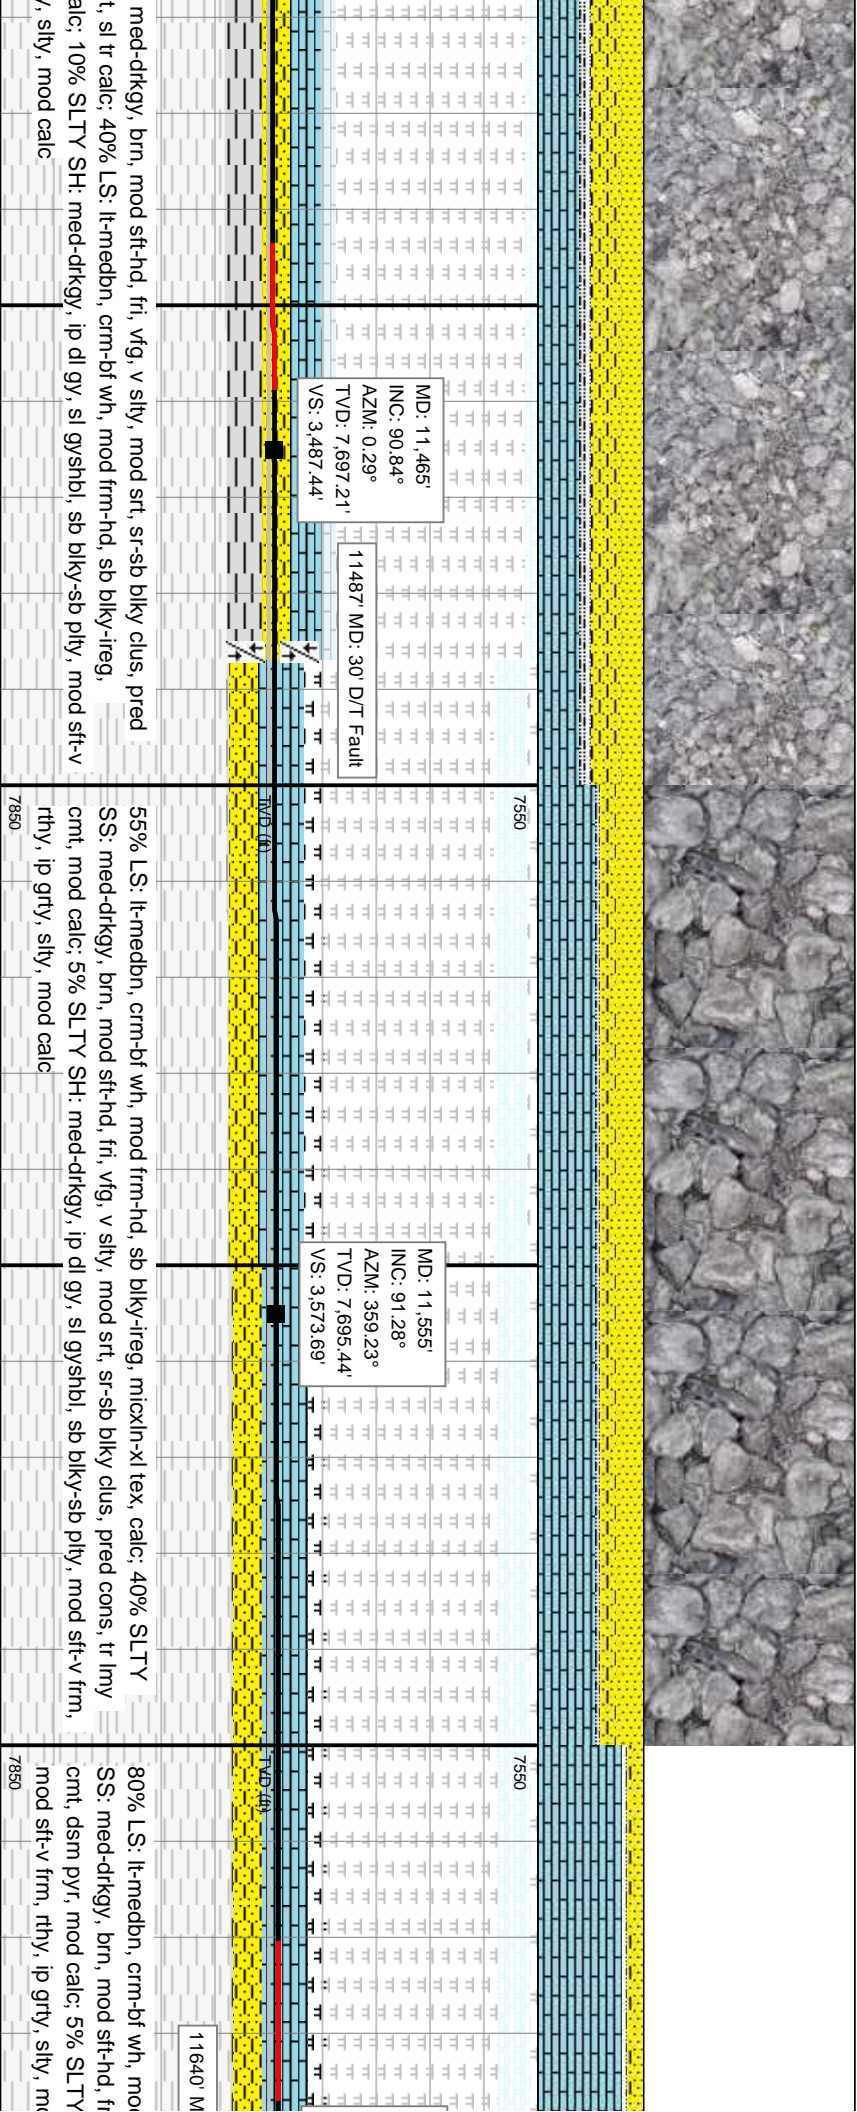 med-drkgy, brn, mod sft-hd, fri, vfg, v slty, mod srt, sr-sb blky clus, pred
t, sl tr calc; 40% LS: lt-medbn, crm-bf wh, mod frm-hd, sb blky-ireg,
alc; 10% SLTY SH: med-drkgy, ip dl gy, sl gyshbl, sb blky-sb plty, mod sft-v
y, slty, mod calc
MD: 11,465'
INC: 90.84°
AZM: 0.29°
TVD: 7,697.21'
VS: 3,487.44'
11487' MD: 30' D/T Fault
7550
TVD (ft)
7850
55% LS: lt-medbn, crm-bf wh, mod frm-hd, sb blky-ireg, micxln-xl tex, calc; 40% SLTY
SS: med-drkgy, brn, mod sft-hd, fri, vfg, v slty, mod srt, sr-sb blky clus, pred cons, tr lmy
cmt, mod calc; 5% SLTY SH: med-drkgy, ip dl gy, sl gyshbl, sb blky-sb plty, mod sft-v frm,
rthy, ip grty, slty, mod calc
MD: 11,555'
INC: 91.28°
AZM: 359.23°
TVD: 7,695.44'
VS: 3,573.69'
7550
TVD (ft)
7850
80% LS: lt-medbn, crm-bf wh, mod
SS: med-drkgy, brn, mod sft-hd, fr
cmt, dsm pyr, mod calc; 5% SLTY
mod sft-v frm, rthy, ip grty, slty, mo
11640' M